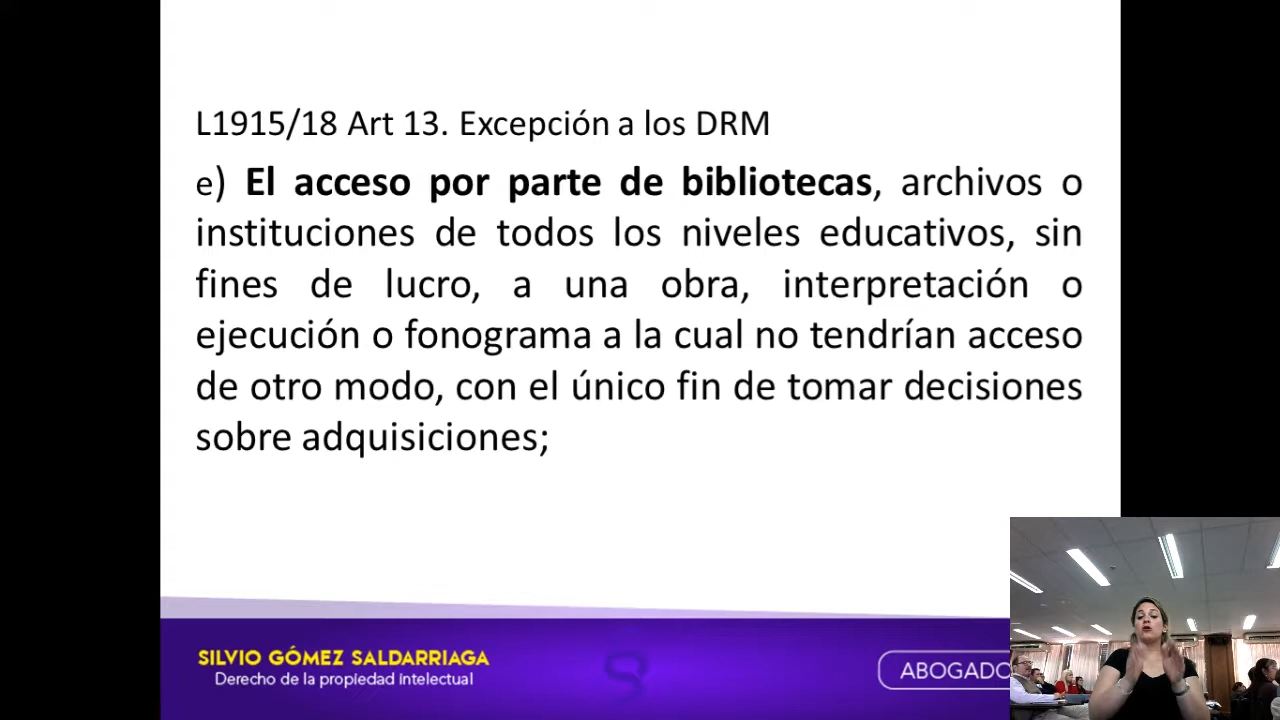 L1915/18 Art 13. Excepción a los DRM
e) El acceso por parte de bibliotecas, archivos o
instituciones de todos los niveles educativos, sin
fines de lucro, a una obra, interpretación o
ejecución o fonograma a la cual no tendrían acceso
de otro modo, con el único fin de tomar decisiones
sobre adquisiciones;
SILVIO GÓMEZ SALDARRIAGA
Derecho de la propiedad intelectual
ABOGADO